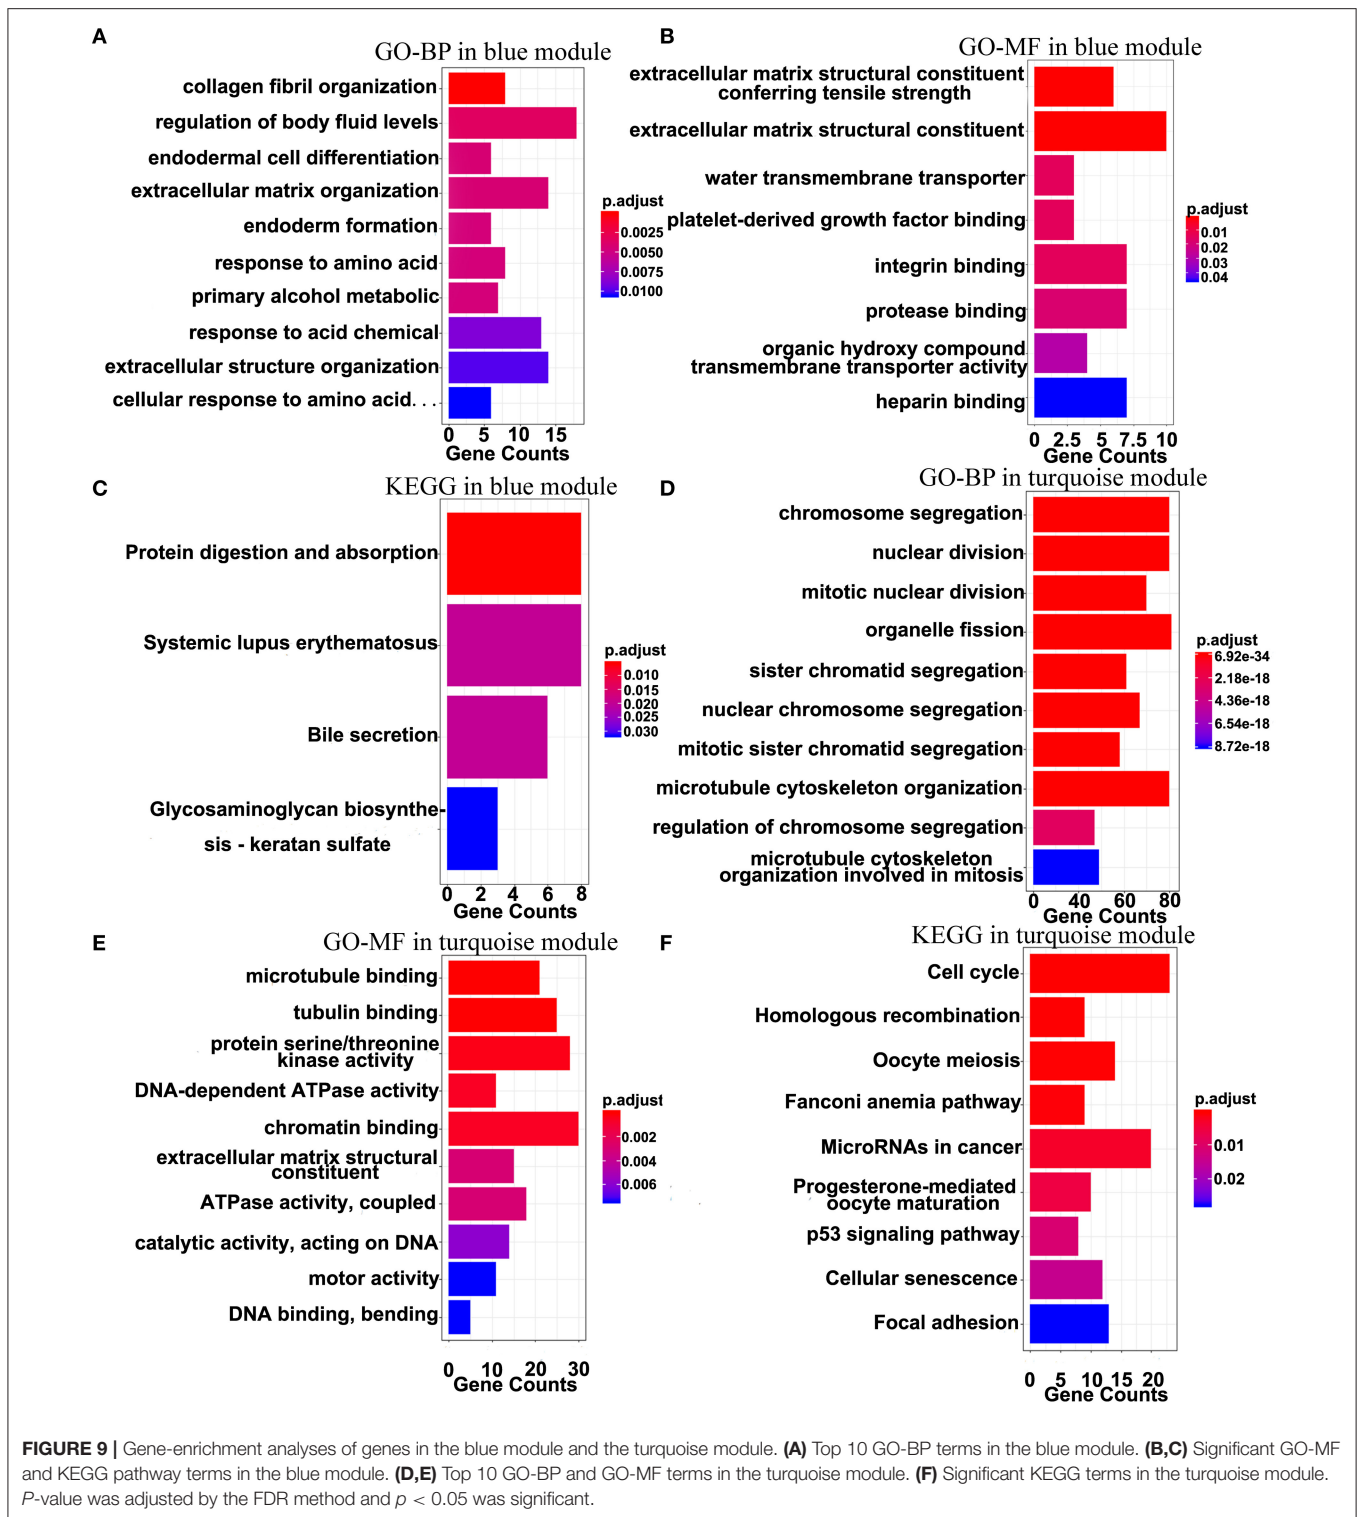 A
GO-BP in blue module
collagen fibril organization
regulation of body fluid levels
endodermal cell differentiation
extracellular matrix organization
endoderm formation
response to amino acid
primary alcohol metabolic
response to acid chemical
extracellular structure organization
cellular response to amino acid...
0 5 10 15
Gene Counts
p.adjust
0.0025
0.0050
0.0075
0.0100
B
GO-MF in blue module
extracellular matrix structural constituent
conferring tensile strength
extracellular matrix structural constituent
water transmembrane transporter
platelet-derived growth factor binding
integrin binding
protease binding
organic hydroxy compound
transmembrane transporter activity
heparin binding
0 2.5 5 7.5 10
Gene Counts
p.adjust
0.01
0.02
0.03
0.04
C
KEGG in blue module
Protein digestion and absorption
Systemic lupus erythematosus
Bile secretion
Glycosaminoglycan biosynthe-
sis - keratan sulfate
0 2 4 6 8
Gene Counts
p.adjust
0.010
0.015
0.020
0.025
0.030
D
GO-BP in turquoise module
chromosome segregation
nuclear division
mitotic nuclear division
organelle fission
sister chromatid segregation
nuclear chromosome segregation
mitotic sister chromatid segregation
microtubule cytoskeleton organization
regulation of chromosome segregation
microtubule cytoskeleton
organization involved in mitosis
0 40 60 80
Gene Counts
p.adjust
6.92e-34
2.18e-18
4.36e-18
6.54e-18
8.72e-18
E
GO-MF in turquoise module
microtubule binding
tubulin binding
protein serine/threonine
kinase activity
DNA-dependent ATPase activity
chromatin binding
extracellular matrix structural
constituent
ATPase activity, coupled
catalytic activity, acting on DNA
motor activity
DNA binding, bending
0 10 20 30
Gene Counts
p.adjust
0.002
0.004
0.006
F
KEGG in turquoise module
Cell cycle
Homologous recombination
Oocyte meiosis
Fanconi anemia pathway
MicroRNAs in cancer
Progesterone-mediated
oocyte maturation
p53 signaling pathway
Cellular senescence
Focal adhesion
0 5 10 15 20
Gene Counts
p.adjust
0.01
0.02
FIGURE 9 | Gene-enrichment analyses of genes in the blue module and the turquoise module. (A) Top 10 GO-BP terms in the blue module. (B,C) Significant GO-MF
and KEGG pathway terms in the blue module. (D,E) Top 10 GO-BP and GO-MF terms in the turquoise module. (F) Significant KEGG terms in the turquoise module.
P-value was adjusted by the FDR method and p < 0.05 was significant.